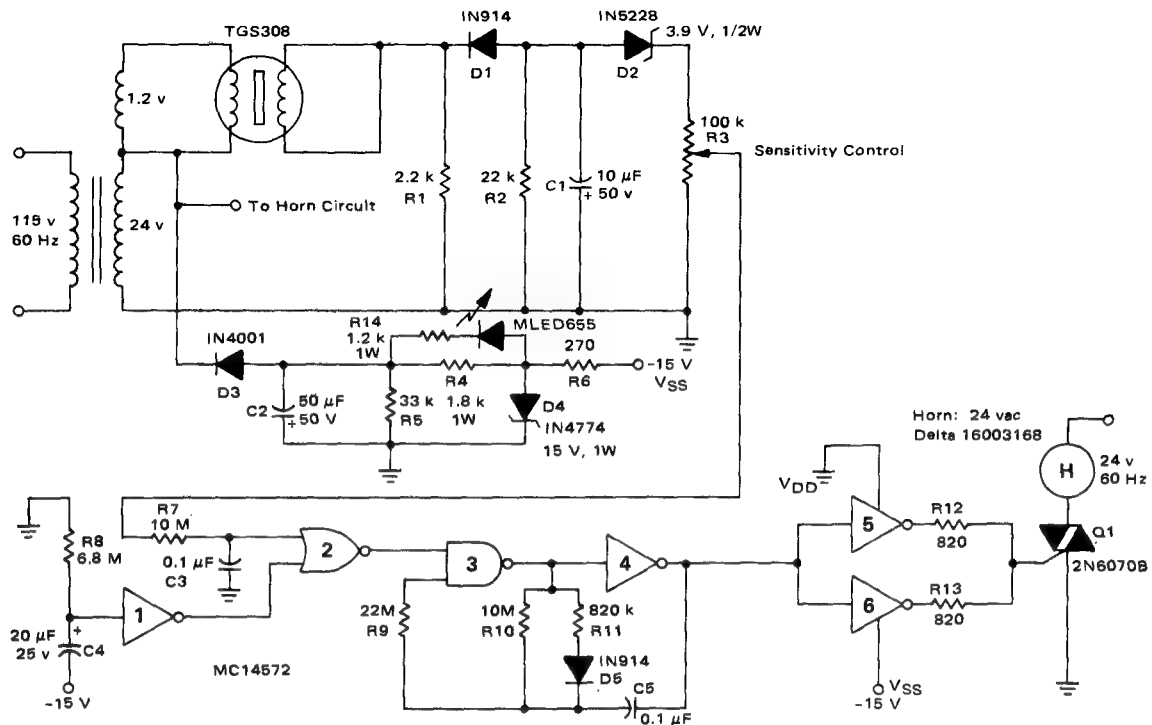 TGS308
IN914
D1
IN5228
3.9 V, 1/2W
D2
1.2 v
100 k
R3
Sensitivity Control
2.2 k
R1
22 k
R2
C1
10 µF
+ 50 v
115 v
60 Hz
24 v
To Horn Circuit
IN4001
D3
R14
1.2 k
1W
MLED655
270
R6
-15 V
VSS
C2
50 µF
+ 50 V
33 k
R5
R4
1.8 k
1W
D4
IN4774
15 V, 1W
Horn: 24 vac
Delta 16003168
H
24 v
60 Hz
VDD
R7
10 M
R8
6.8 M
0.1 µF
C3
1
2
3
4
5
6
R12
820
R13
820
Q1
2N6070B
20 µF
25 v
+
C4
-15 V
MC14572
22M
R9
10M
R10
820 k
R11
IN914
D5
C5
0.1 µF
VSS
-15 V